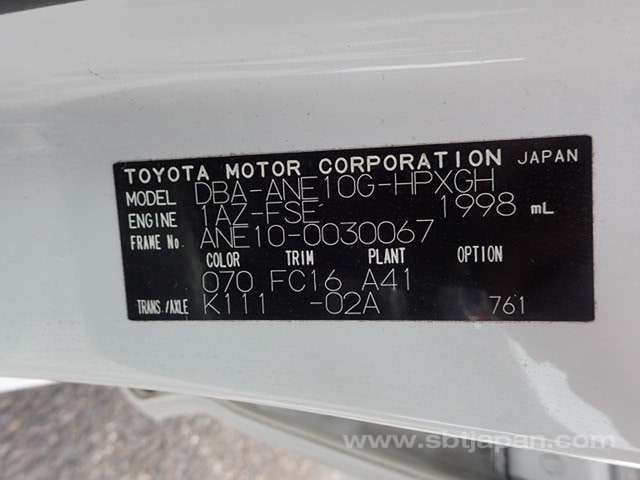 TOYOTA MOTOR CORPORATION JAPAN
MODEL DBA-ANE10G-HPXGH
ENGINE 1AZ-FSE 1998 mL
FRAME No. ANE10-0030067
COLOR TRIM PLANT OPTION
070 FC16 A41
TRANS./AXLE K111 -02A 761
www.sbtjapan.com